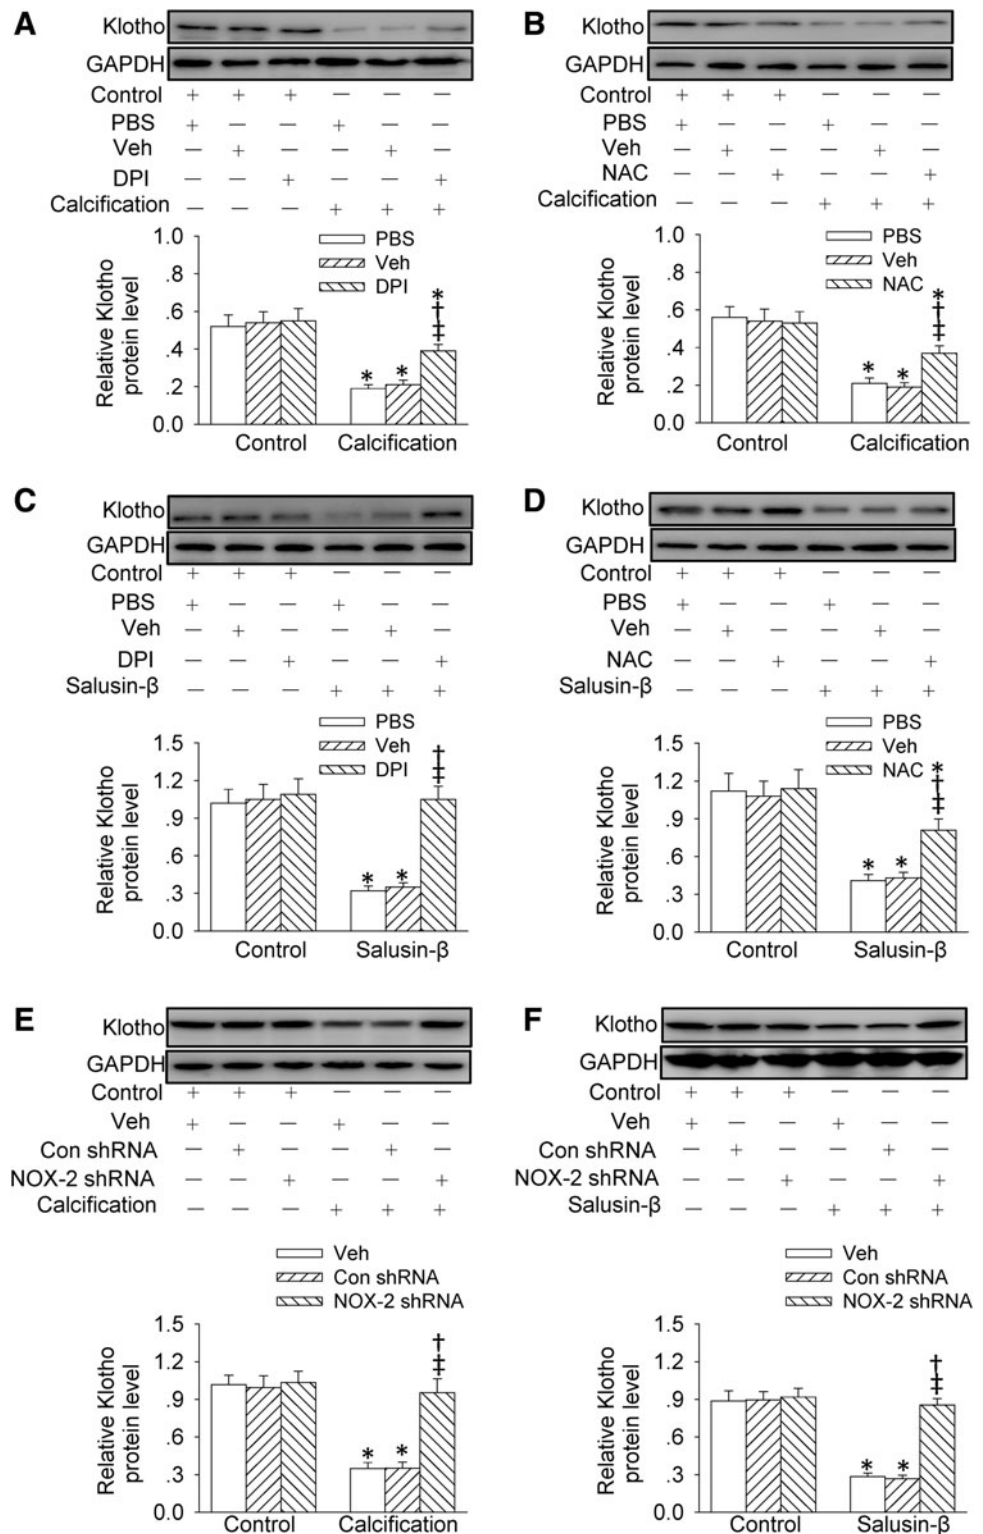 A
Klotho
GAPDH
Control + + + — — —
PBS + — — + — —
Veh — + — — + —
DPI — — + — — +
Calcification — — — + + +
PBS
Veh
DPI
Relative Klotho
protein level
1.0
.8
.6
.4
.2
0.0
* * *
†
‡
Control Calcification
B
Klotho
GAPDH
Control + + + — — —
PBS + — — + — —
Veh — + — — + —
NAC — — + — — +
Calcification — — — + + +
PBS
Veh
NAC
Relative Klotho
protein level
1.0
.8
.6
.4
.2
0.0
* * *
†
‡
Control Calcification
C
Klotho
GAPDH
Control + + + — — —
PBS + — — + — —
Veh — + — — + —
DPI — — + — — +
Salusin-β — — — + + +
PBS
Veh
DPI
Relative Klotho
protein level
1.5
1.2
.9
.6
.3
0.0
* *
†
‡
Control Salusin-β
D
Klotho
GAPDH
Control + + + — — —
PBS + — — + — —
Veh — + — — + —
NAC — — + — — +
Salusin-β — — — + + +
PBS
Veh
NAC
Relative Klotho
protein level
1.5
1.2
.9
.6
.3
0.0
* * *
†
‡
Control Salusin-β
E
Klotho
GAPDH
Control + + + — — —
Veh + — — + — —
Con shRNA — + — — + —
NOX-2 shRNA — — + — — +
Calcification — — — + + +
Veh
Con shRNA
NOX-2 shRNA
Relative Klotho
protein level
1.5
1.2
.9
.6
.3
0.0
* *
†
‡
Control Calcification
F
Klotho
GAPDH
Control + + + — — —
Veh + — — + — —
Con shRNA — + — — + —
NOX-2 shRNA — — + — — +
Salusin-β — — — + + +
Veh
Con shRNA
NOX-2 shRNA
Relative Klotho
protein level
1.5
1.2
.9
.6
.3
0.0
* *
†
‡
Control Salusin-β